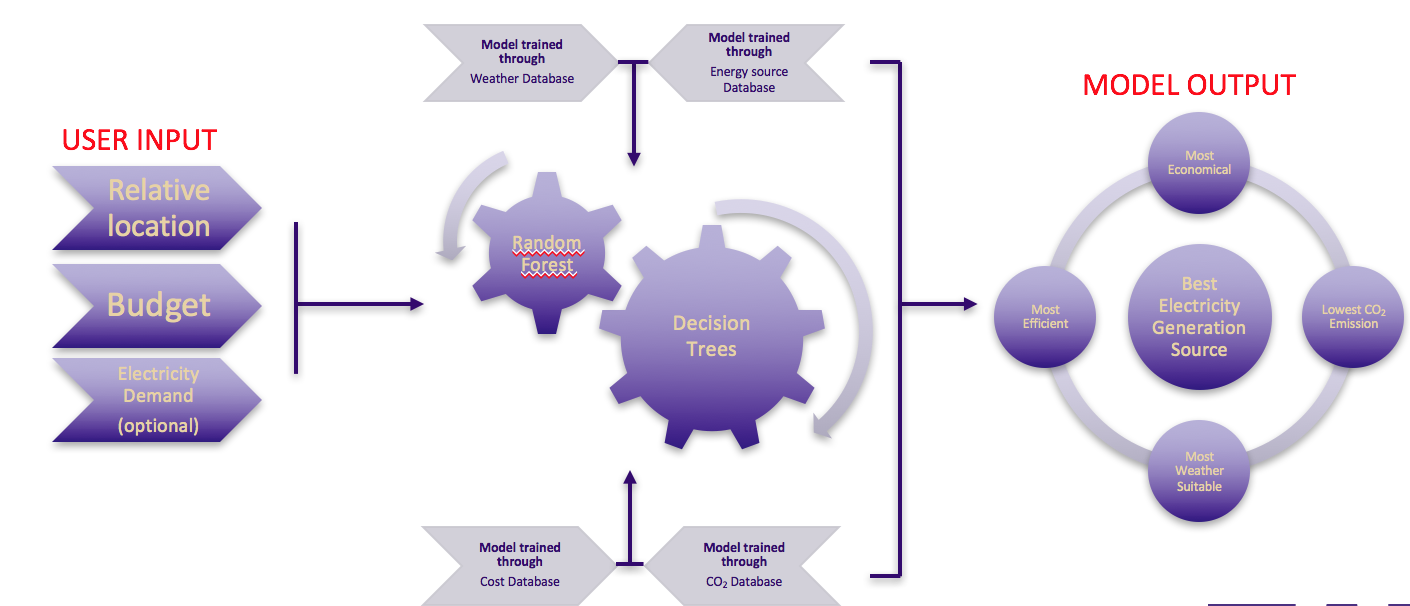 USER INPUT
Relative
location
Budget
Electricity
Demand
(optional)
Model trained
through
Weather Database
Model trained
through
Energy source
Database
Random
Forest
Decision
Trees
Model trained
through
Cost Database
Model trained
through
CO₂ Database
MODEL OUTPUT
Most
Economical
Most
Efficient
Best
Electricity
Generation
Source
Lowest CO₂
Emission
Most
Weather
Suitable